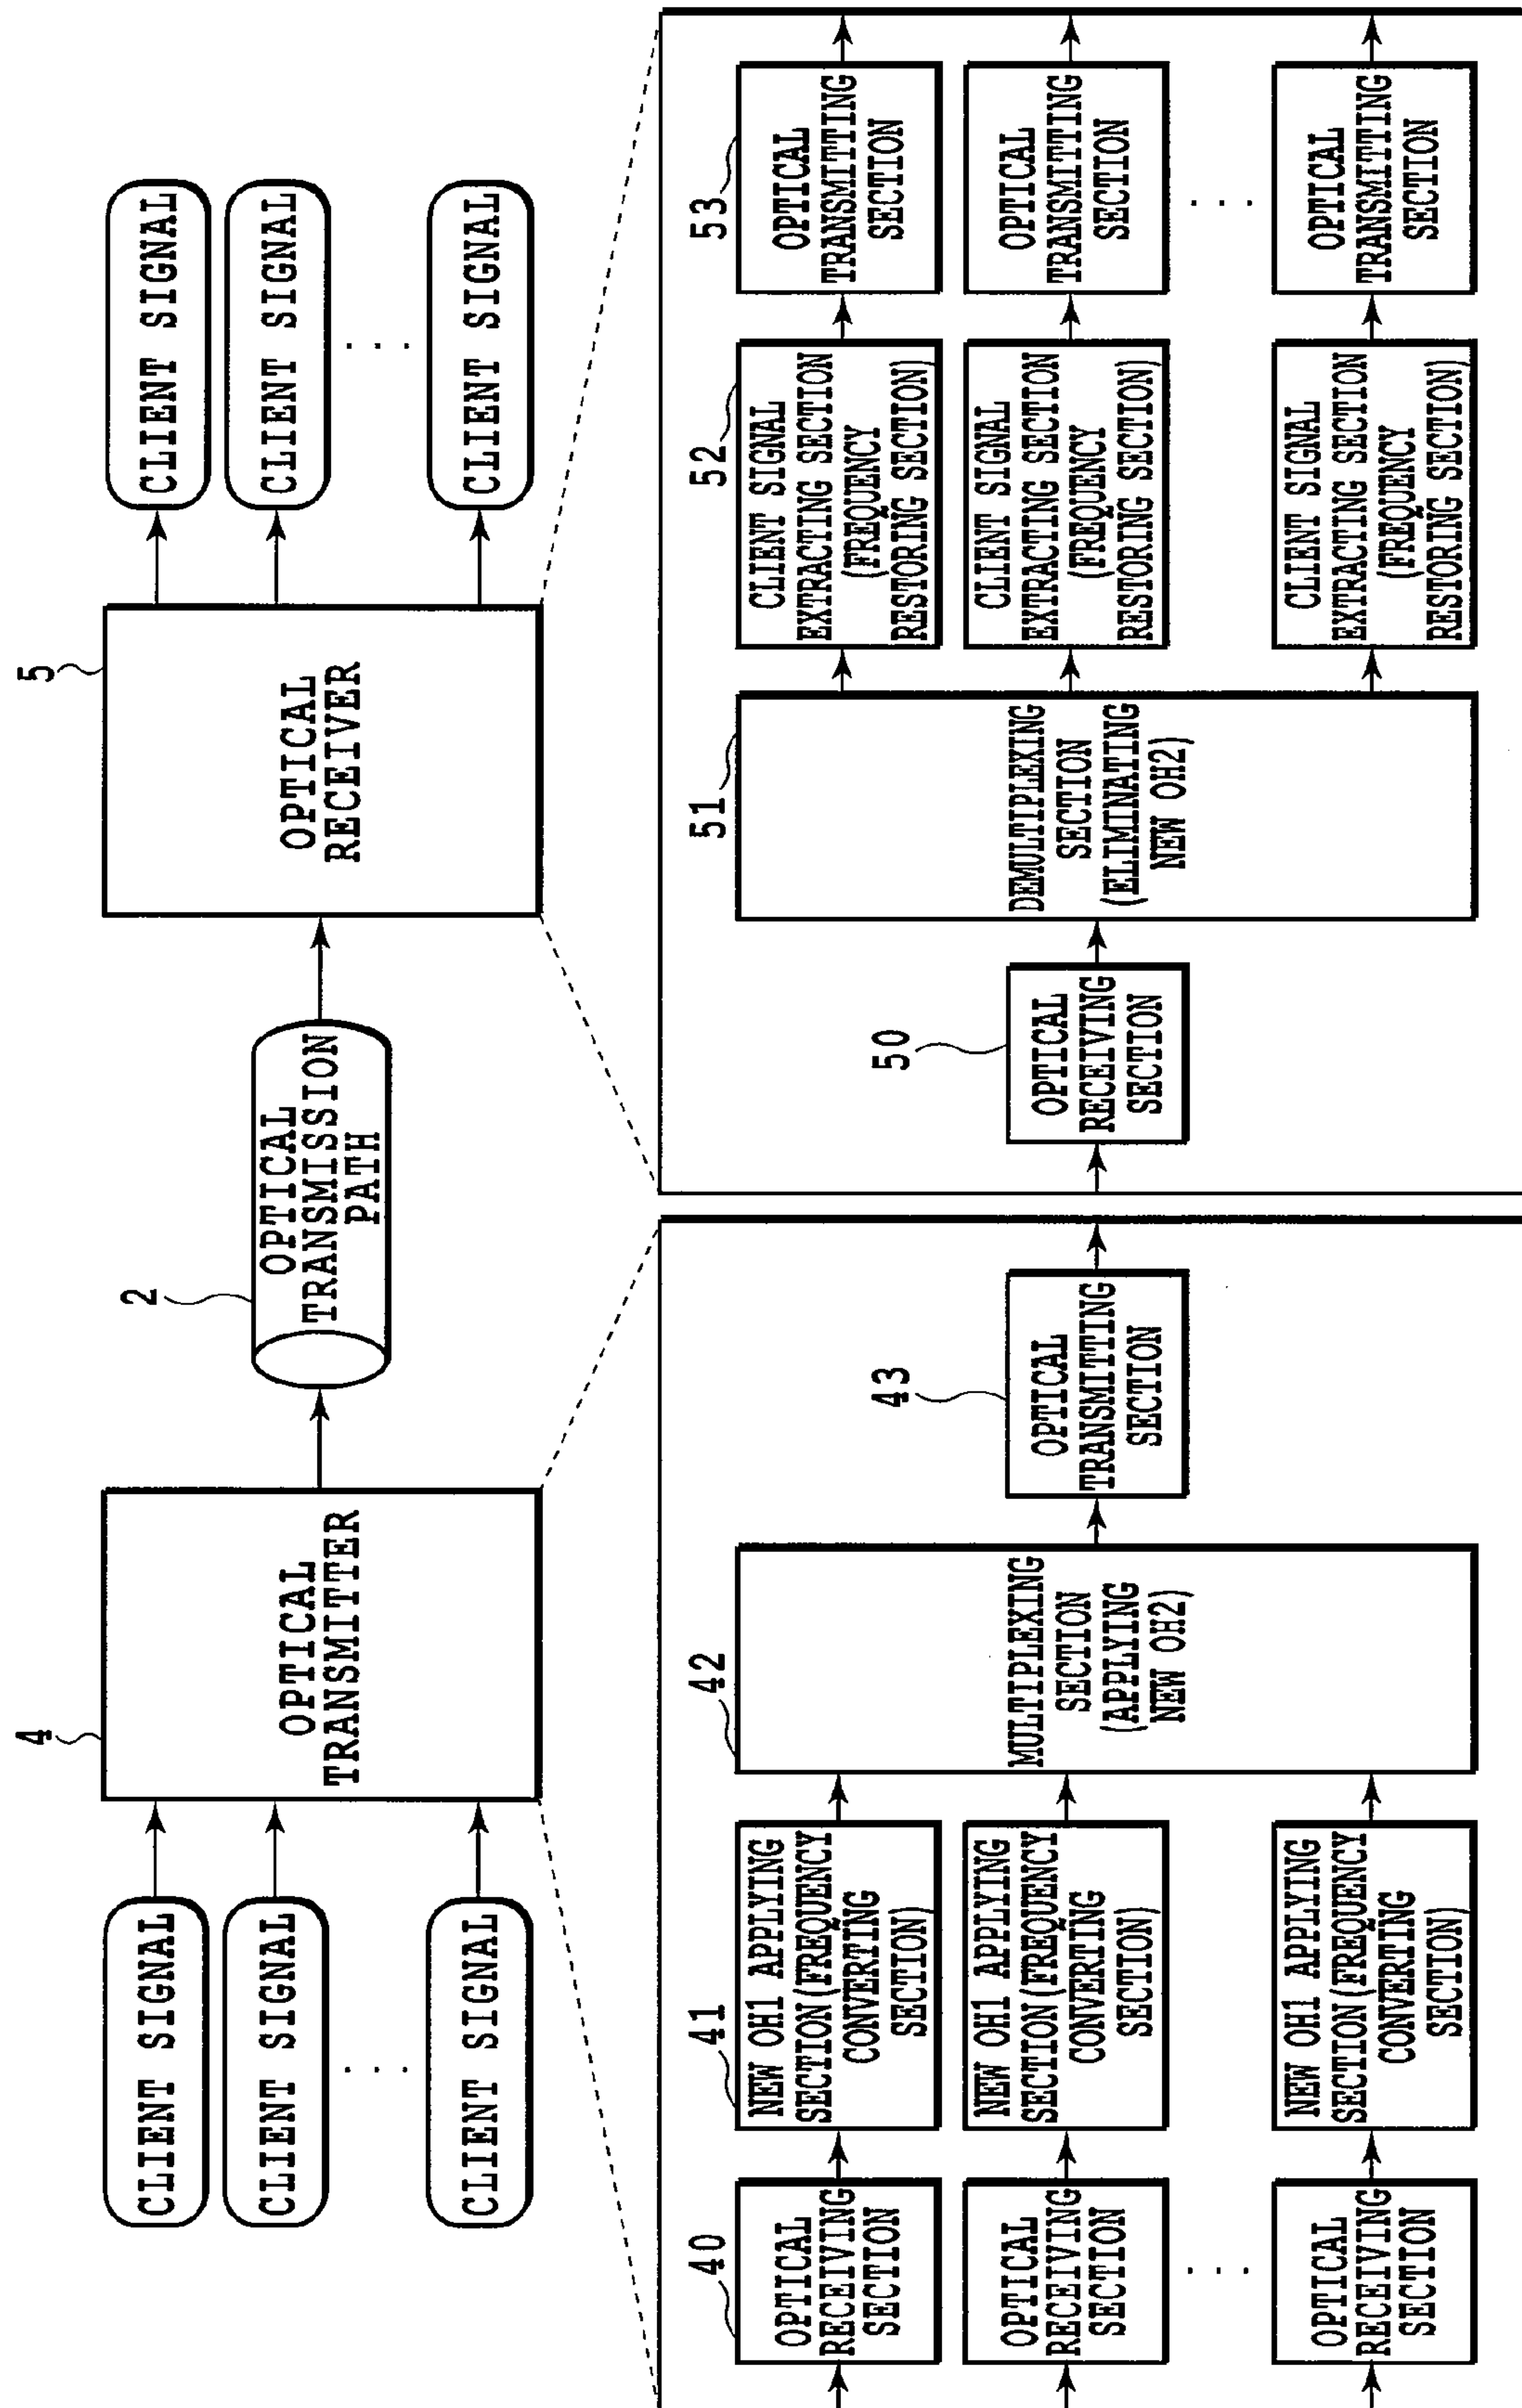 CLIENT SIGNAL
CLIENT SIGNAL
. . .
CLIENT SIGNAL
4
OPTICAL
TRANSMITTER
2
OPTICAL
TRANSMISSION
PATH
5
OPTICAL
RECEIVER
CLIENT SIGNAL
CLIENT SIGNAL
. . .
CLIENT SIGNAL
40
OPTICAL
RECEIVING
SECTION
OPTICAL
RECEIVING
SECTION
. . .
OPTICAL
RECEIVING
SECTION
41
NEW OH1 APPLYING
SECTION(FREQUENCY
CONVERTING
SECTION)
NEW OH1 APPLYING
SECTION(FREQUENCY
CONVERTING
SECTION)
NEW OH1 APPLYING
SECTION(FREQUENCY
CONVERTING
SECTION)
42
MULTIPLEXING
SECTION
(APPLYING
NEW OH2)
43
OPTICAL
TRANSMITTING
SECTION
50
OPTICAL
RECEIVING
SECTION
51
DEMULTIPLEXING
SECTION
(ELIMINATING
NEW OH2)
52
CLIENT SIGNAL
EXTRACTING SECTION
(FREQUENCY
RESTORING SECTION)
CLIENT SIGNAL
EXTRACTING SECTION
(FREQUENCY
RESTORING SECTION)
CLIENT SIGNAL
EXTRACTING SECTION
(FREQUENCY
RESTORING SECTION)
53
OPTICAL
TRANSMITTING
SECTION
OPTICAL
TRANSMITTING
SECTION
. . .
OPTICAL
TRANSMITTING
SECTION